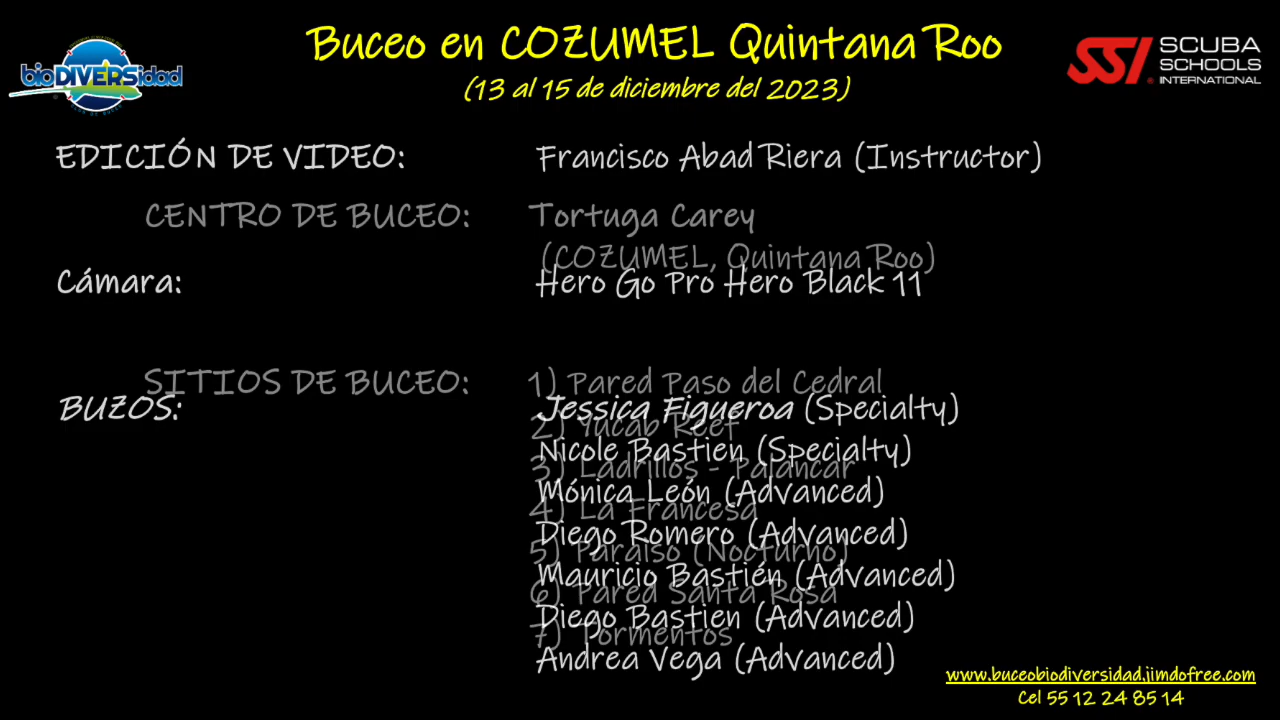 Buceo en COZUMEL Quintana Roo
(13 al 15 de diciembre del 2023)
bioDIVERSidad
SSI SCUBA SCHOOLS INTERNATIONAL
EDICIÓN DE VIDEO: Francisco Abad Riera (Instructor)
CENTRO DE BUCEO: Tortuga Carey
(COZUMEL, Quintana Roo)
Cámara: Hero Go Pro Hero Black 11
SITIOS DE BUCEO: 1) Pared Paso del Cedral
BUZOS: Jessica Figueroa (Specialty)
2) Yucab Reef
Nicole Bastien (Specialty)
3) Ladrillos - Palancar
Mónica León (Advanced)
4) La Francesa
Diego Romero (Advanced)
5) Paraiso (Nocturno)
Mauricio Bastién (Advanced)
6) Pared Santa Rosa
Diego Bastien (Advanced)
7) Tormentos
Andrea Vega (Advanced)
www.buceobiodiversidad.jimdofree.com
Cel 55 12 24 85 14